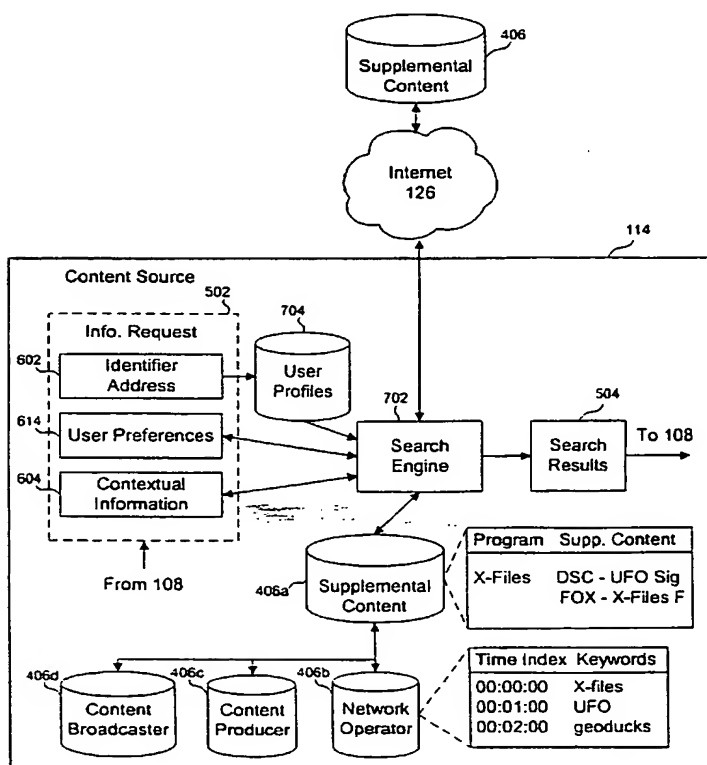 406
Supplemental
Content
Internet
126
114
Content Source
502
Info. Request
704
602
Identifier
Address
User
Profiles
702
504
614
User Preferences
Search
Engine
Search
Results
To 108
604
Contextual
Information
From 108
406a
Supplemental
Content
Program Supp. Content
X-Files DSC - UFO Sig
FOX - X-Files F
406d
Content
Broadcaster
406c
Content
Producer
406b
Network
Operator
Time Index Keywords
00:00:00 X-files
00:01:00 UFO
00:02:00 geoducks